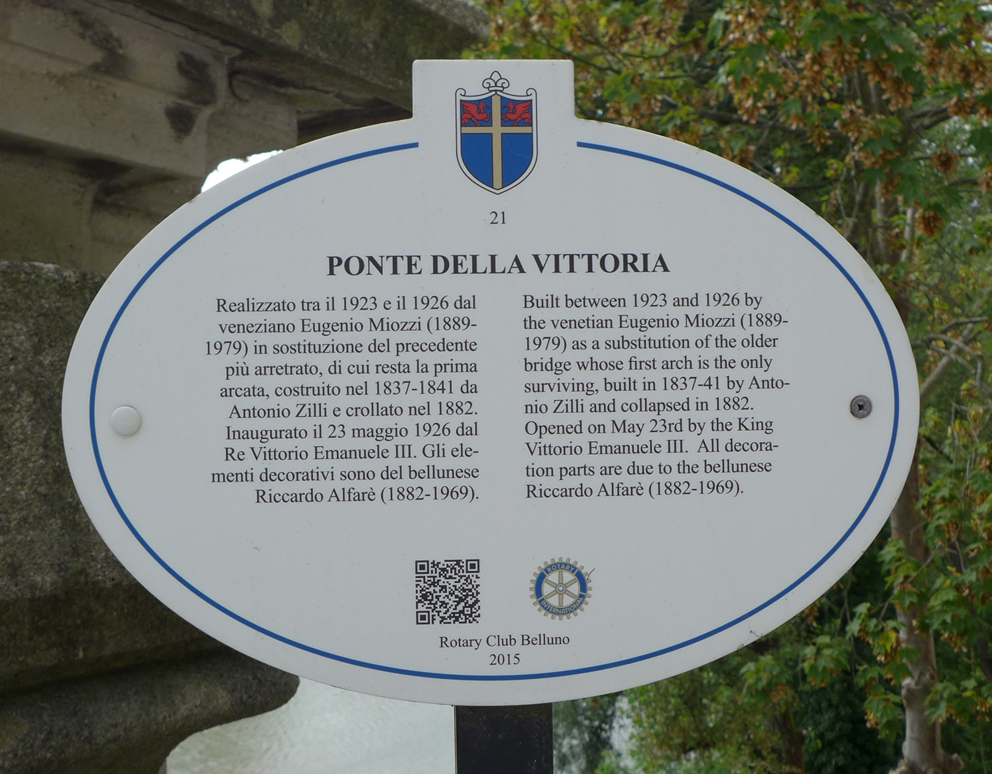 21
PONTE DELLA VITTORIA
Realizzato tra il 1923 e il 1926 dal
veneziano Eugenio Miozzi (1889-
1979) in sostituzione del precedente
più arretrato, di cui resta la prima
arcata, costruito nel 1837-1841 da
Antonio Zilli e crollato nel 1882.
Inaugurato il 23 maggio 1926 dal
Re Vittorio Emanuele III. Gli ele-
menti decorativi sono del bellunese
Riccardo Alfarè (1882-1969).
Built between 1923 and 1926 by
the venetian Eugenio Miozzi (1889-
1979) as a substitution of the older
bridge whose first arch is the only
surviving, built in 1837-41 by Anto-
nio Zilli and collapsed in 1882.
Opened on May 23rd by the King
Vittorio Emanuele III. All decora-
tion parts are due to the bellunese
Riccardo Alfarè (1882-1969).
ROTARY
INTERNATIONAL
Rotary Club Belluno
2015